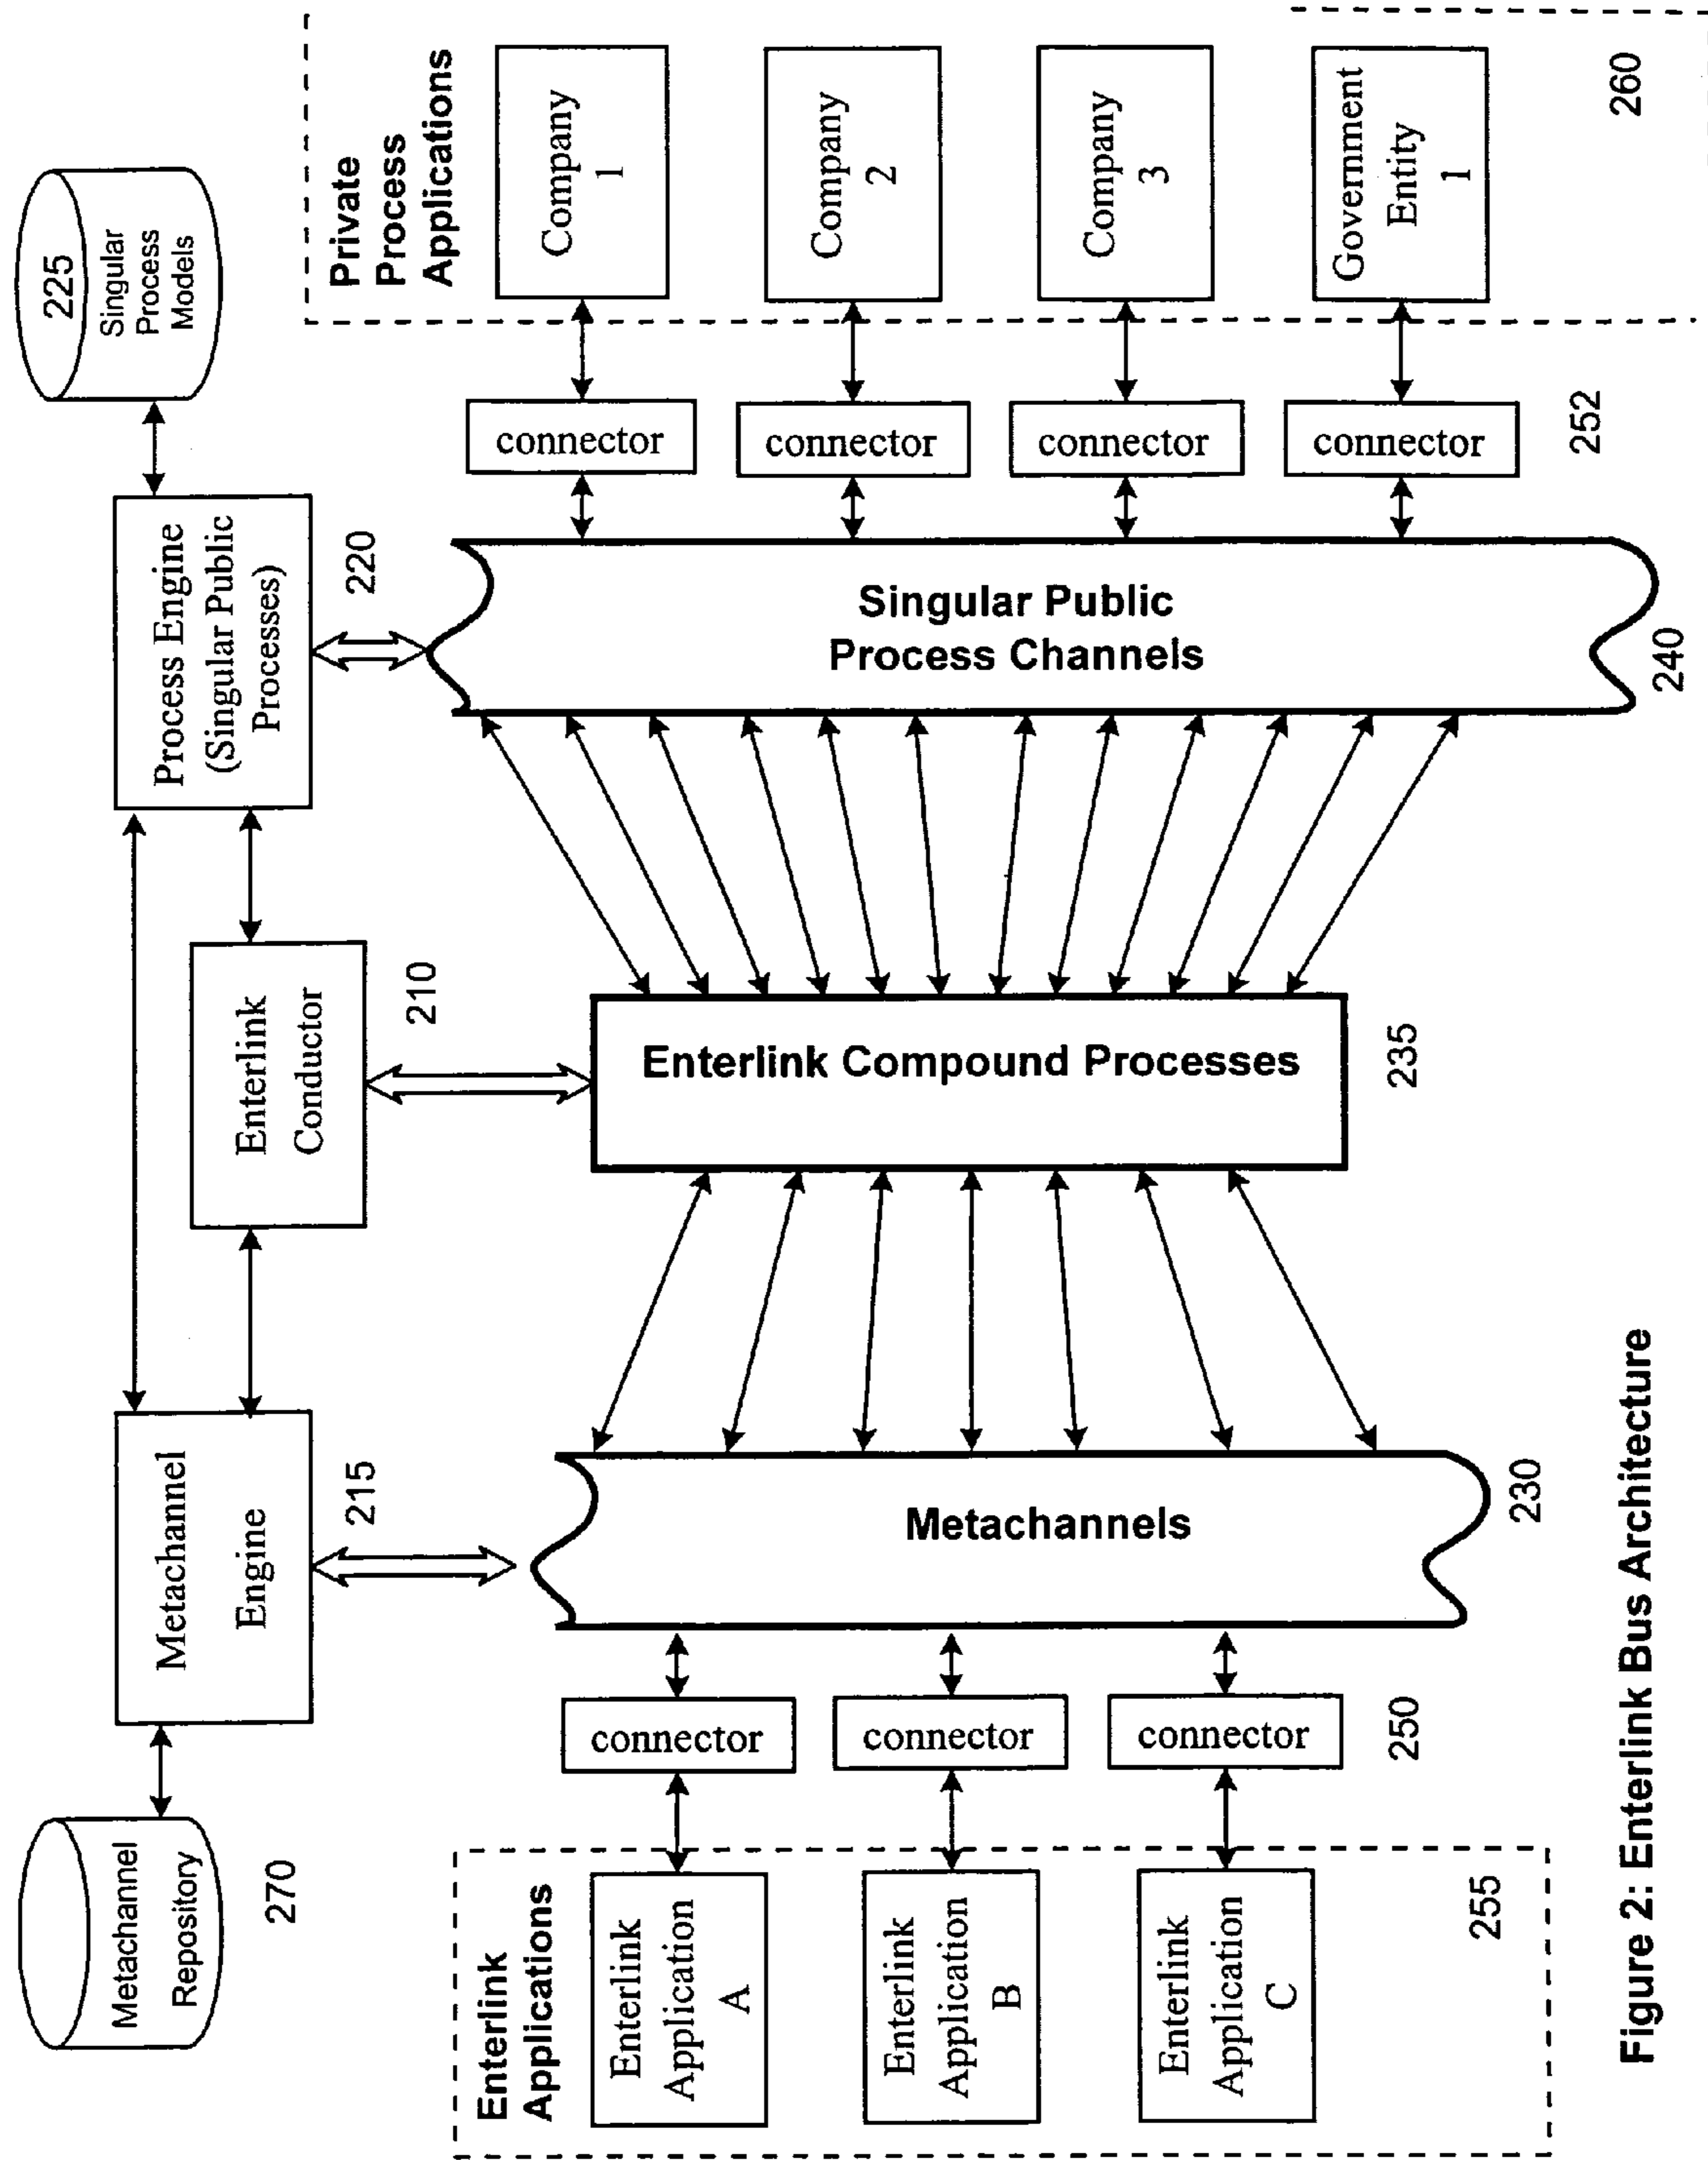 Metachannel
Repository
270
Metachannel
Engine
215
Enterlink
Conductor
210
Process Engine
(Singular Public
Processes)
220
225
Singular
Process
Models
Enterlink
Applications
Enterlink
Application
A
Enterlink
Application
B
Enterlink
Application
C
255
connector
connector
connector
250
Metachannels
230
Enterlink Compound Processes
235
Singular Public
Process Channels
240
connector
connector
connector
connector
252
Private
Process
Applications
Company
1
Company
2
Company
3
Government
Entity
1
260
Figure 2: Enterlink Bus Architecture